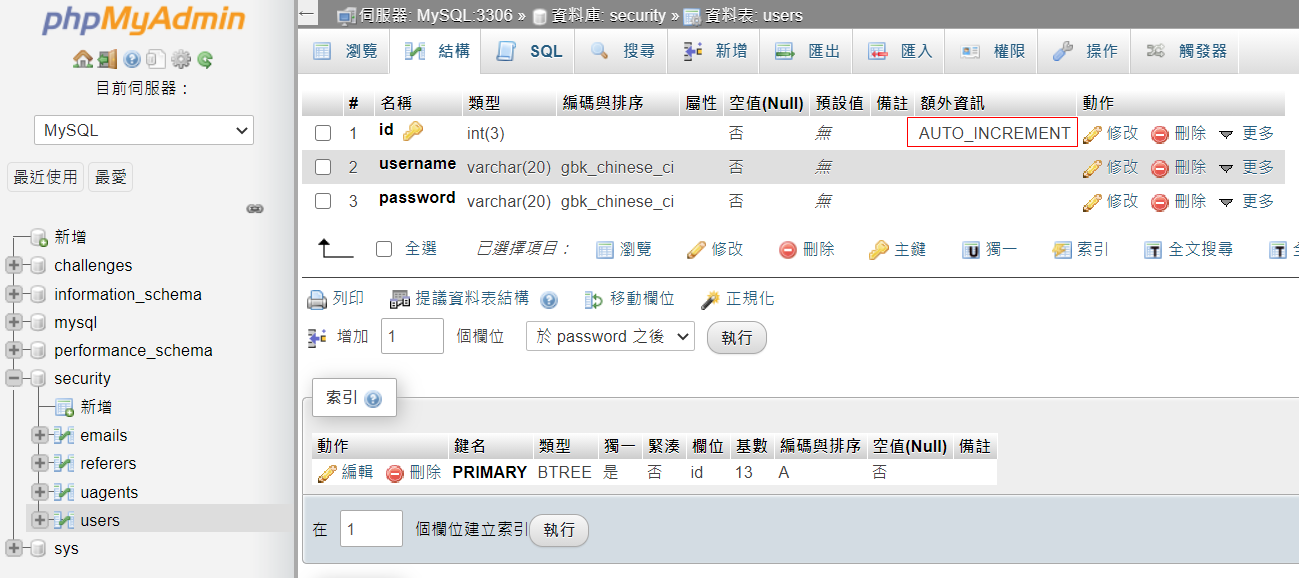 phpMyAdmin
目前伺服器：
MySQL
最近使用 最愛
新增
challenges
information_schema
mysql
performance_schema
security
新增
emails
referers
uagents
users
sys
伺服器: MySQL:3306 » 資料庫: security » 資料表: users
瀏覽 結構 SQL 搜尋 新增 匯出 匯入 權限 操作 觸發器
# 名稱 類型 編碼與排序 屬性 空值(Null) 預設值 備註 額外資訊 動作
1 id int(3) 否 無 AUTO_INCREMENT 修改 刪除 更多
2 username varchar(20) gbk_chinese_ci 否 無 修改 刪除 更多
3 password varchar(20) gbk_chinese_ci 否 無 修改 刪除 更多
全選 已選擇項目： 瀏覽 修改 刪除 主鍵 U 獨一 索引 T 全文搜尋 T
列印 提議資料表結構 移動欄位 正規化
增加 1 個欄位 於 password 之後 執行
索引
動作 鍵名 類型 獨一 緊湊 欄位 基數 編碼與排序 空值(Null) 備註
編輯 刪除 PRIMARY BTREE 是 否 id 13 A 否
在 1 個欄位建立索引 執行